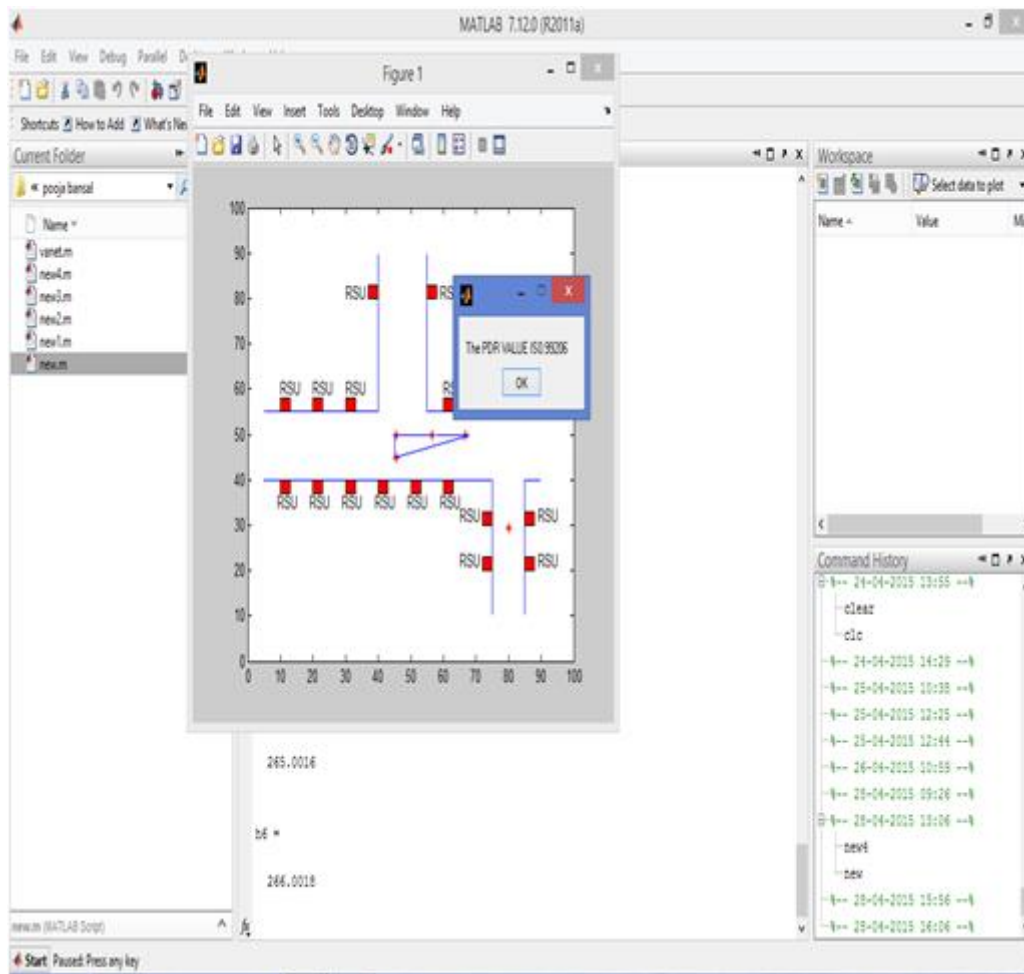 MATLAB 7.12.0 (R2011a)
File Edit View Debug Parallel
Shortcuts How to Add What's New
Figure 1
File Edit View Insert Tools Desktop Window Help
Current Folder
« pooja bansal
Name
vanet.m
new4.m
new3.m
new2.m
new1.m
new.m
100
90
80
70
60
50
40
30
20
10
0
0 10 20 30 40 50 60 70 80 90 100
RSU RS
RSU RSU RSU RS
RSU RSU RSU RSU RSU RSU
RSU RSU
RSU RSU
The PDR VALUE IS0.99206
OK
265.0016
b6 =
266.0018
fx
Workspace
Select data to plot
Name Value
Command History
%-- 24-04-2015 13:55 --%
clear
clc
%-- 24-04-2015 14:29 --%
%-- 25-04-2015 10:38 --%
%-- 25-04-2015 12:25 --%
%-- 25-04-2015 12:44 --%
%-- 26-04-2015 10:59 --%
%-- 28-04-2015 09:26 --%
%-- 28-04-2015 15:06 --%
new4
new
%-- 28-04-2015 15:56 --%
%-- 28-04-2015 16:06 --%
new.m (MATLAB Script)
Start Paused: Press any key